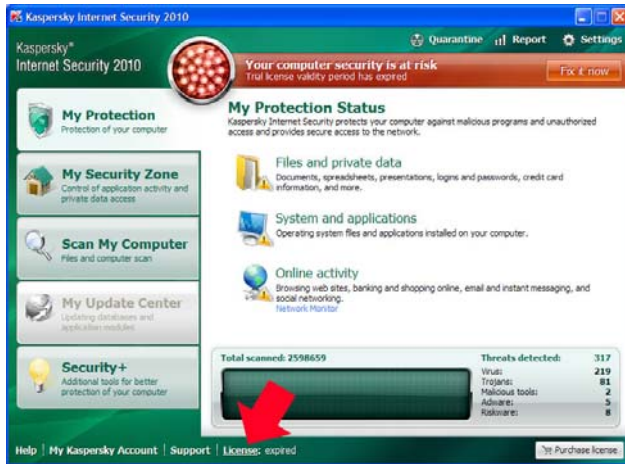 Kaspersky Internet Security 2010
Kaspersky®
Internet Security 2010
Quarantine
Report
Settings
Your computer security is at risk
Trial license validity period has expired
Fix it now
My Protection
Protection of your computer
My Security Zone
Control of application activity and
private data access
Scan My Computer
Files and computer scan
My Update Center
Updating databases and
application modules
Security+
Additional tools for better
protection of your computer
My Protection Status
Kaspersky Internet Security protects your computer against malicious programs and unauthorized
access and provides secure access to the network.
Files and private data
Documents, spreadsheets, presentations, logins and passwords, credit card
information, and more.
System and applications
Operating system files and applications installed on your computer.
Online activity
Browsing web sites, banking and shopping online, email and instant messaging, and
social networking.
Network Monitor
Total scanned: 2598659
Threats detected: 317
Virus: 219
Trojans: 81
Malicious tools: 2
Adware: 5
Riskware: 8
Help | My Kaspersky Account | Support | License: expired
Purchase license